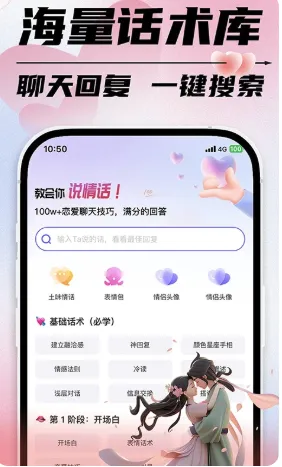 海量话术库
聊天回复 一键搜索
10:50 4G 100
教会你 说情话！
100w+恋爱聊天技巧，满分的回答
输入Ta说的话，看看最佳回复
土味情话 表情包 情侣头像 情侣头像
基础话术（必学）
建立融洽感 神回复 颜色星座手相
情感法则 冷读
浅层对话 信息交换
第 1 阶段：开场白
开场白 表情话术